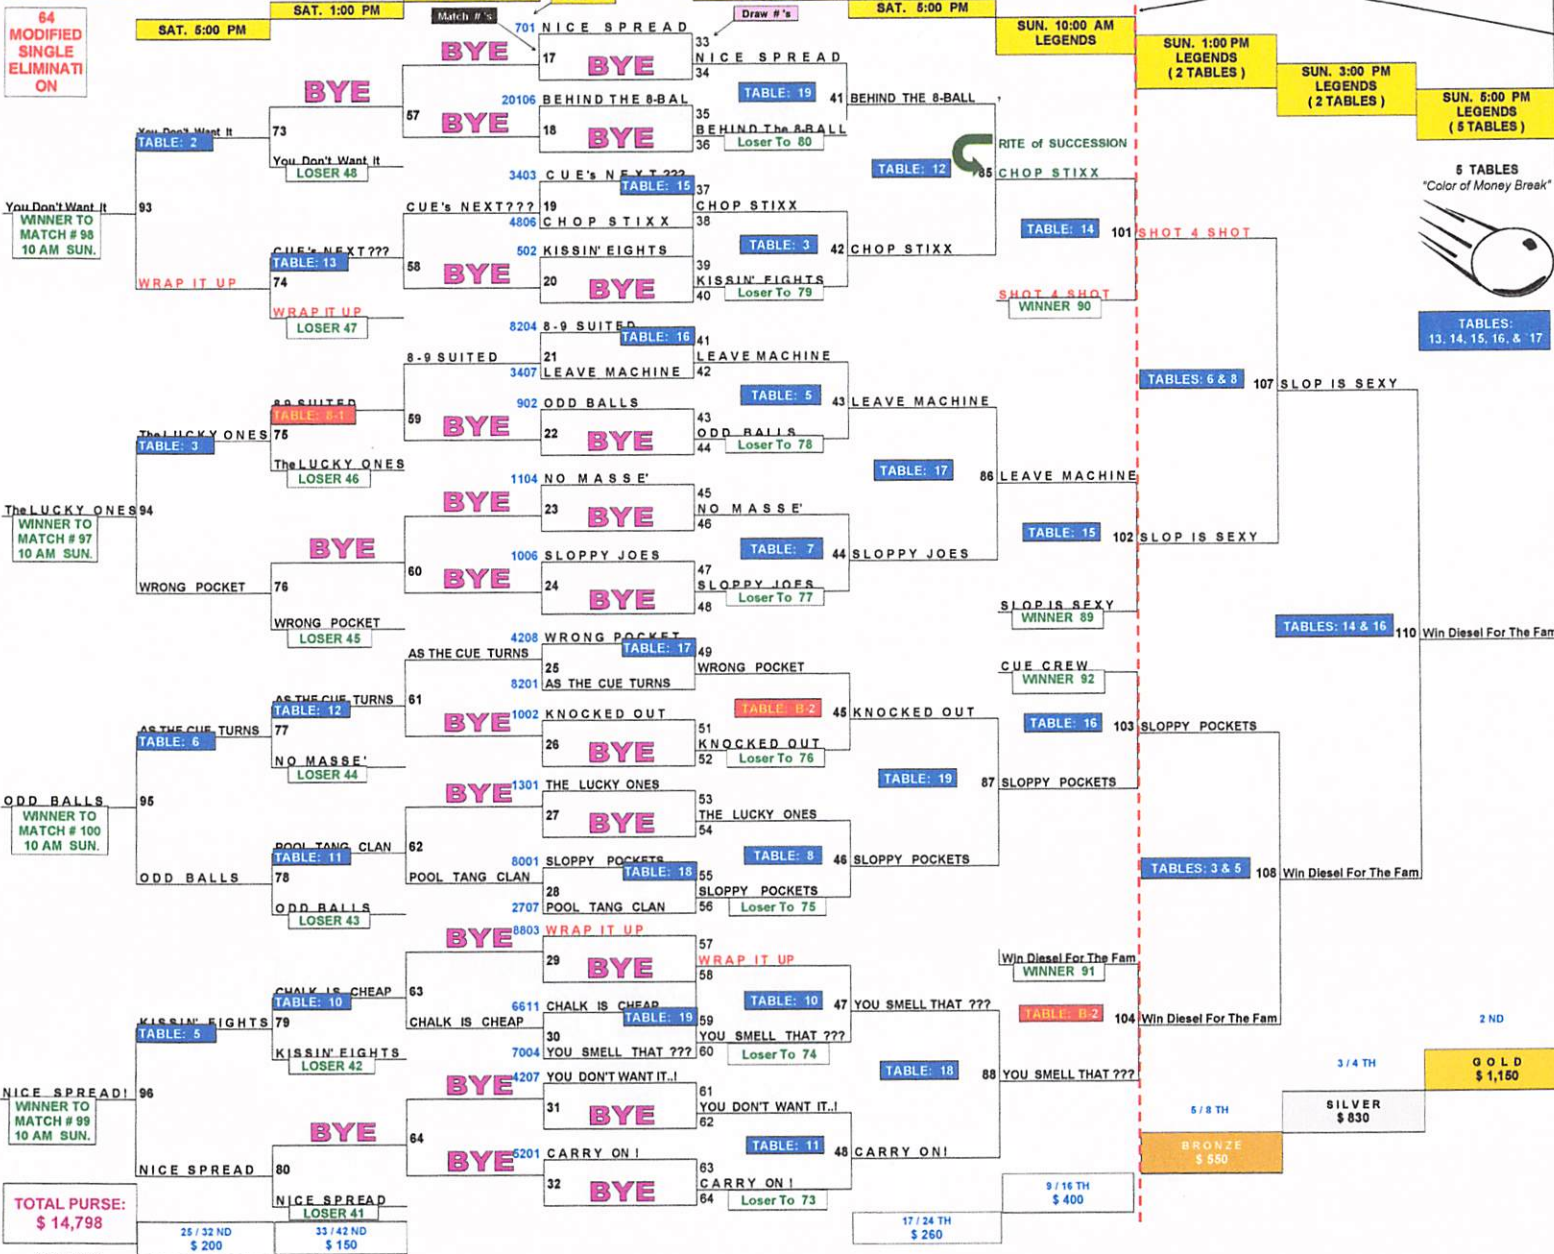 64
MODIFIED
SINGLE
ELIMINATI
ON
SAT. 5:00 PM
SAT. 1:00 PM
Match # 's
Draw # 's
SAT. 5:00 PM
SUN. 10:00 AM
LEGENDS
SUN. 1:00 PM
LEGENDS
( 2 TABLES )
SUN. 3:00 PM
LEGENDS
( 2 TABLES )
SUN. 5:00 PM
LEGENDS
( 5 TABLES )
5 TABLES
"Color of Money Break"
TABLES:
13, 14, 15, 16, & 17
You Don't Want It
TABLE: 2
You Don't Want It
WINNER TO
MATCH # 98
10 AM SUN.
93
WRAP IT UP
The LUCKY ONES
TABLE: 3
The LUCKY ONES
94
WINNER TO
MATCH # 97
10 AM SUN.
WRONG POCKET
AS THE CUE TURNS
TABLE: 6
ODD BALLS
95
WINNER TO
MATCH # 100
10 AM SUN.
ODD BALLS
KISSIN' EIGHTS
TABLE: 5
NICE SPREAD!
96
WINNER TO
MATCH # 99
10 AM SUN.
NICE SPREAD
TOTAL PURSE:
$ 14,798
25 / 32 ND
$ 200
BYE
73
You Don't Want It
LOSER 48
CUE's NEXT???
TABLE: 13
74
WRAP IT UP
LOSER 47
8-9 SUITED
TABLE: B-1
75
The LUCKY ONES
LOSER 46
BYE
76
WRONG POCKET
LOSER 45
AS THE CUE TURNS
TABLE: 12
77
NO MASSE'
LOSER 44
POOL TANG CLAN
TABLE: 11
78
ODD BALLS
LOSER 43
CHALK IS CHEAP
TABLE: 10
79
KISSIN' EIGHTS
LOSER 42
BYE
80
NICE SPREAD
LOSER 41
33 / 42 ND
$ 150
BYE
57
BYE
CUE's NEXT???
58
BYE
8-9 SUITED
59
BYE
BYE
60
BYE
AS THE CUE TURNS
61
BYE
BYE
62
POOL TANG CLAN
BYE
63
CHALK IS CHEAP
BYE
64
BYE
701 NICE SPREAD
17
BYE
33
34
20106 BEHIND THE 8-BAL
18
BYE
35
36
3403 CUE's NEXT ???
TABLE: 15
19
37
38
4806 CHOP STIXX
502 KISSIN' EIGHTS
20
BYE
39
40
8204 8-9 SUITED
TABLE: 16
21
41
42
3407 LEAVE MACHINE
902 ODD BALLS
22
BYE
43
44
1104 NO MASSE'
23
BYE
45
46
1006 SLOPPY JOES
24
BYE
47
48
4208 WRONG POCKET
TABLE: 17
25
49
8201 AS THE CUE TURNS
1002 KNOCKED OUT
26
BYE
51
52
1301 THE LUCKY ONES
27
BYE
53
54
8001 SLOPPY POCKETS
TABLE: 18
28
55
56
2707 POOL TANG CLAN
8803 WRAP IT UP
29
BYE
57
58
6611 CHALK IS CHEAP
TABLE: 19
30
59
60
7004 YOU SMELL THAT ???
4207 YOU DON'T WANT IT..!
31
BYE
61
62
5201 CARRY ON !
32
BYE
63
64
NICE SPREAD
TABLE: 19
BEHIND The 8-BALL
Loser To 80
CHOP STIXX
TABLE: 3
KISSIN' EIGHTS
Loser To 79
LEAVE MACHINE
TABLE: 5
ODD BALLS
Loser To 78
NO MASSE'
TABLE: 7
SLOPPY JOES
Loser To 77
WRONG POCKET
TABLE: B-2
KNOCKED OUT
Loser To 76
THE LUCKY ONES
TABLE: 8
SLOPPY POCKETS
Loser To 75
WRAP IT UP
TABLE: 10
YOU SMELL THAT ???
Loser To 74
YOU DON'T WANT IT..!
TABLE: 11
CARRY ON !
Loser To 73
41 BEHIND THE 8-BALL
TABLE: 12
42 CHOP STIXX
43 LEAVE MACHINE
TABLE: 17
44 SLOPPY JOES
45 KNOCKED OUT
TABLE: 19
46 SLOPPY POCKETS
47 YOU SMELL THAT ???
TABLE: 18
48 CARRY ON!
17 / 24 TH
$ 260
RITE of SUCCESSION
85 CHOP STIXX
TABLE: 14
SHOT 4 SHOT
WINNER 90
86 LEAVE MACHINE
TABLE: 15
SLOP IS SEXY
WINNER 89
CUE CREW
WINNER 92
TABLE: 16
87 SLOPPY POCKETS
Win Diesel For The Fam
WINNER 91
TABLE: B-2
88 YOU SMELL THAT ???
9 / 16 TH
$ 400
101 SHOT 4 SHOT
TABLES: 6 & 8
102 SLOP IS SEXY
103 SLOPPY POCKETS
TABLES: 3 & 5
104 Win Diesel For The Fam
5 / 8 TH
BRONZE
$ 550
107 SLOP IS SEXY
TABLES: 14 & 16
108 Win Diesel For The Fam
3 / 4 TH
SILVER
$ 830
110 Win Diesel For The Fam
2 ND
GOLD
$ 1,150